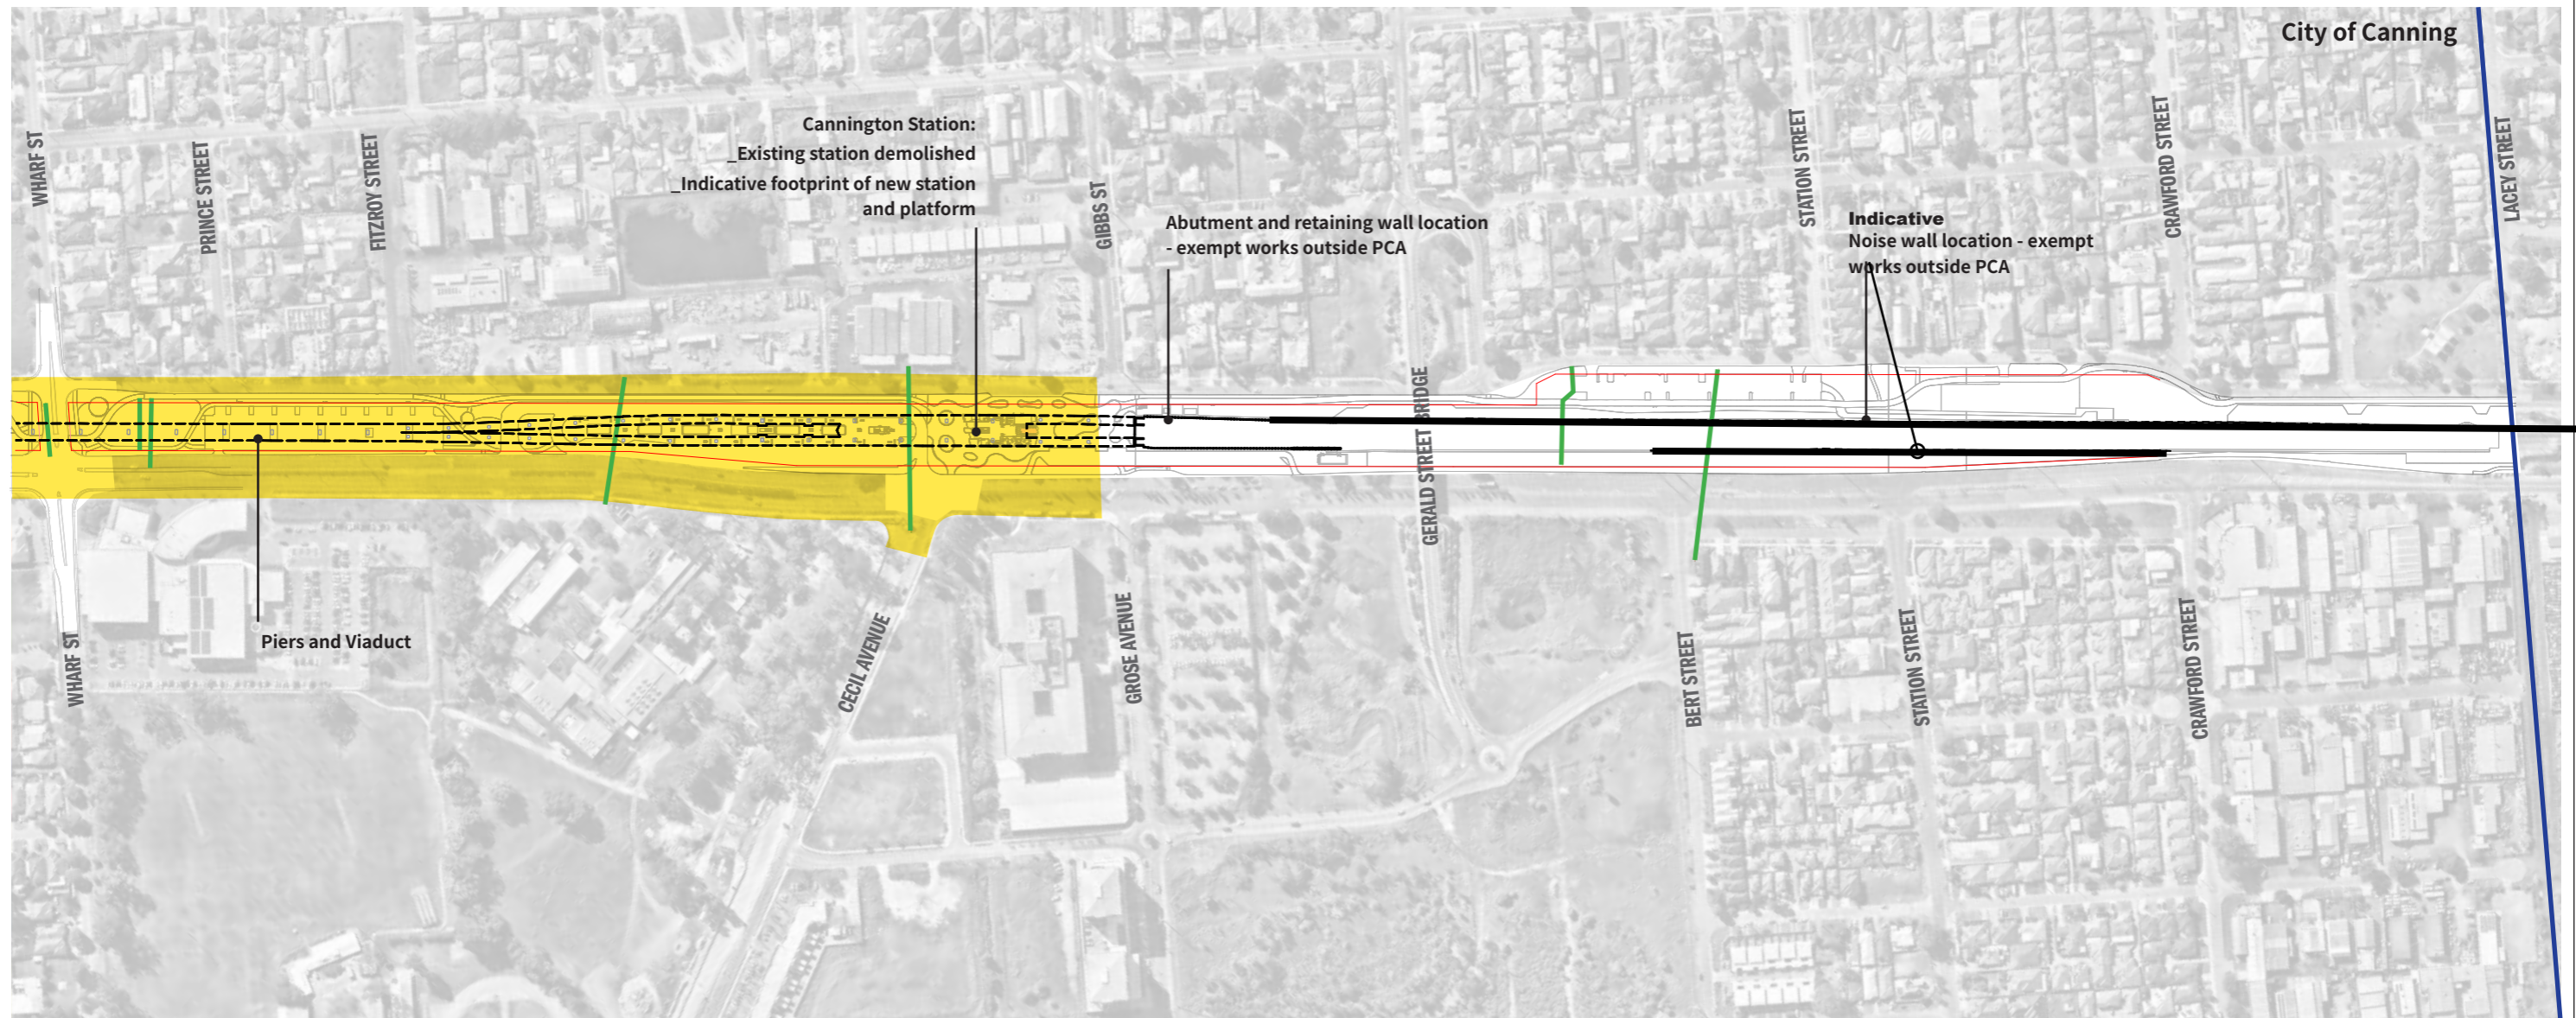 City of Canning
WHARF ST
PRINCE STREET
FITZROY STREET
Cannington Station:
_Existing station demolished
_Indicative footprint of new station
and platform
GIBBS ST
Abutment and retaining wall location
- exempt works outside PCA
STATION STREET
Indicative
Noise wall location - exempt
works outside PCA
CRAWFORD STREET
LACEY STREET
GERALD STREET BRIDGE
Piers and Viaduct
WHARF ST
CECIL AVENUE
GROSE AVENUE
BERT STREET
STATION STREET
CRAWFORD STREET